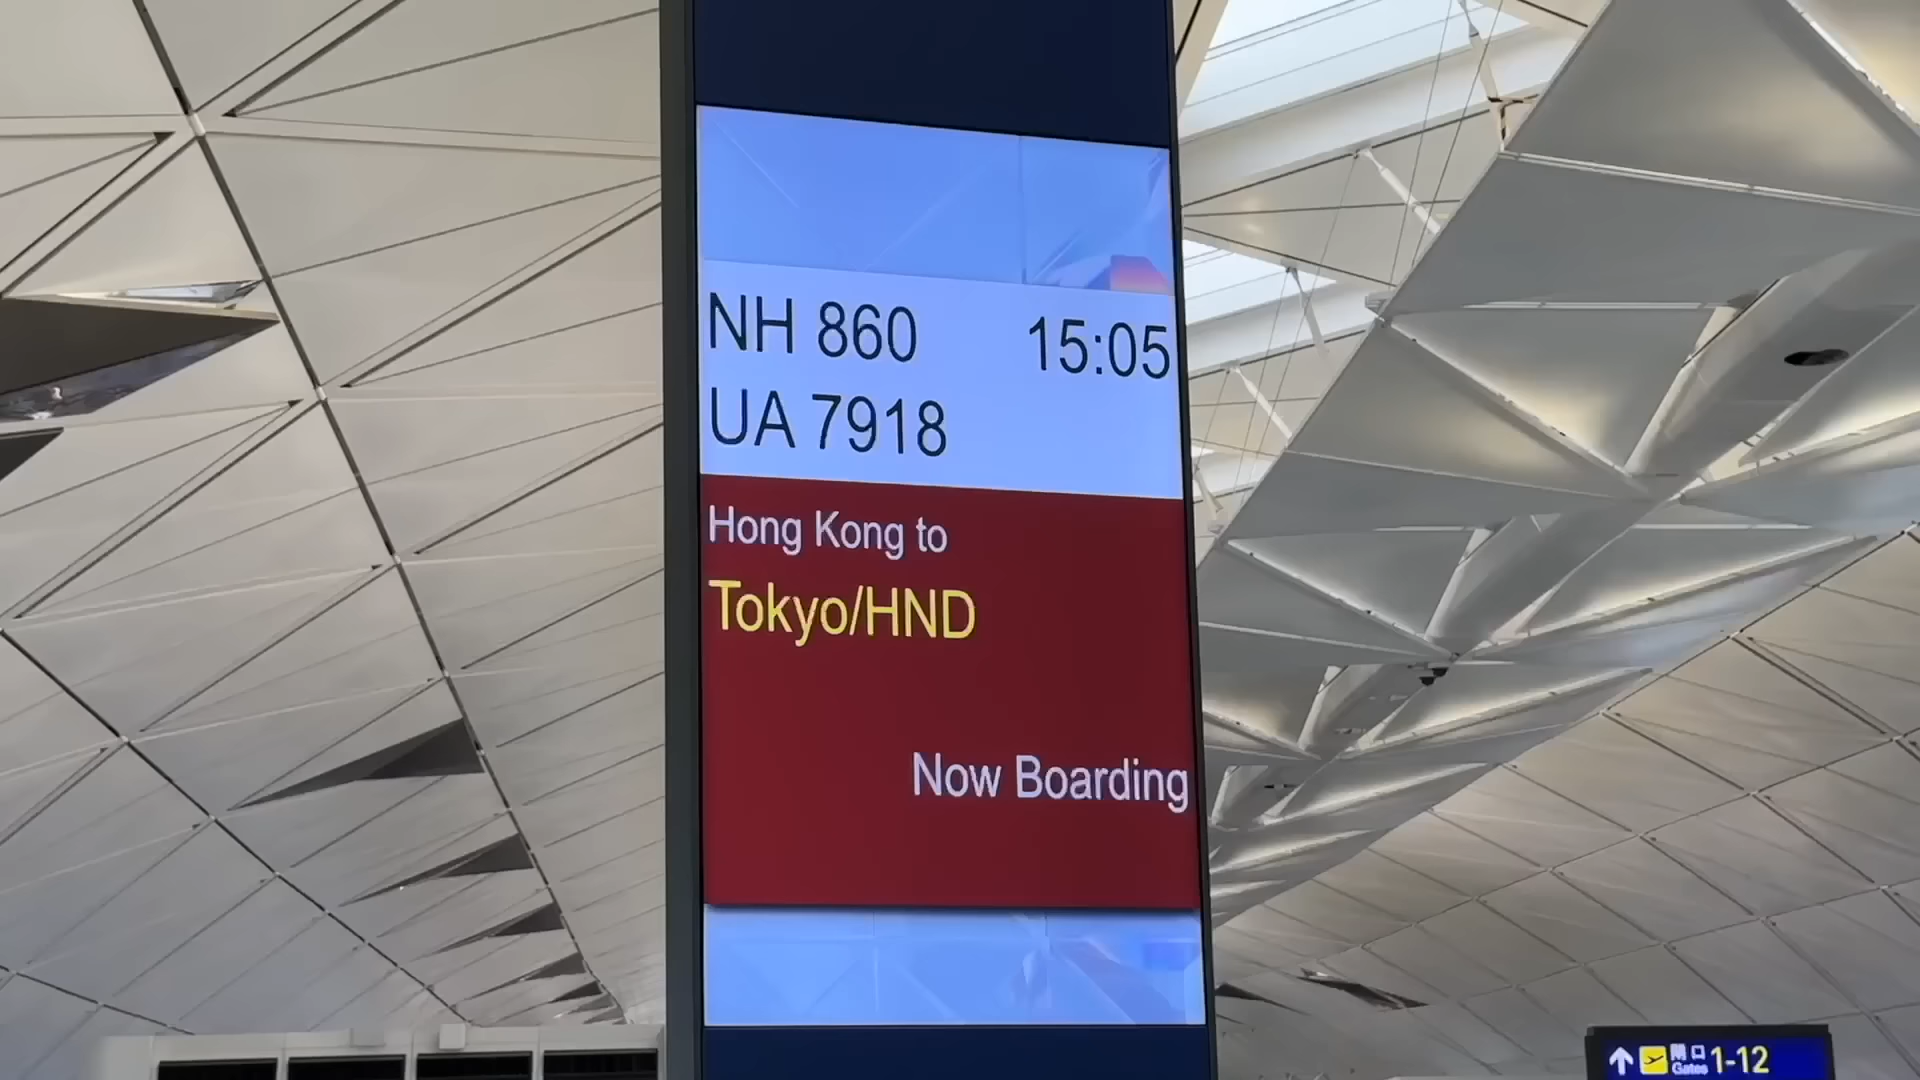 NH 860 15:05
UA 7918
Hong Kong to
Tokyo/HND
Now Boarding
閘口
Gates 1-12